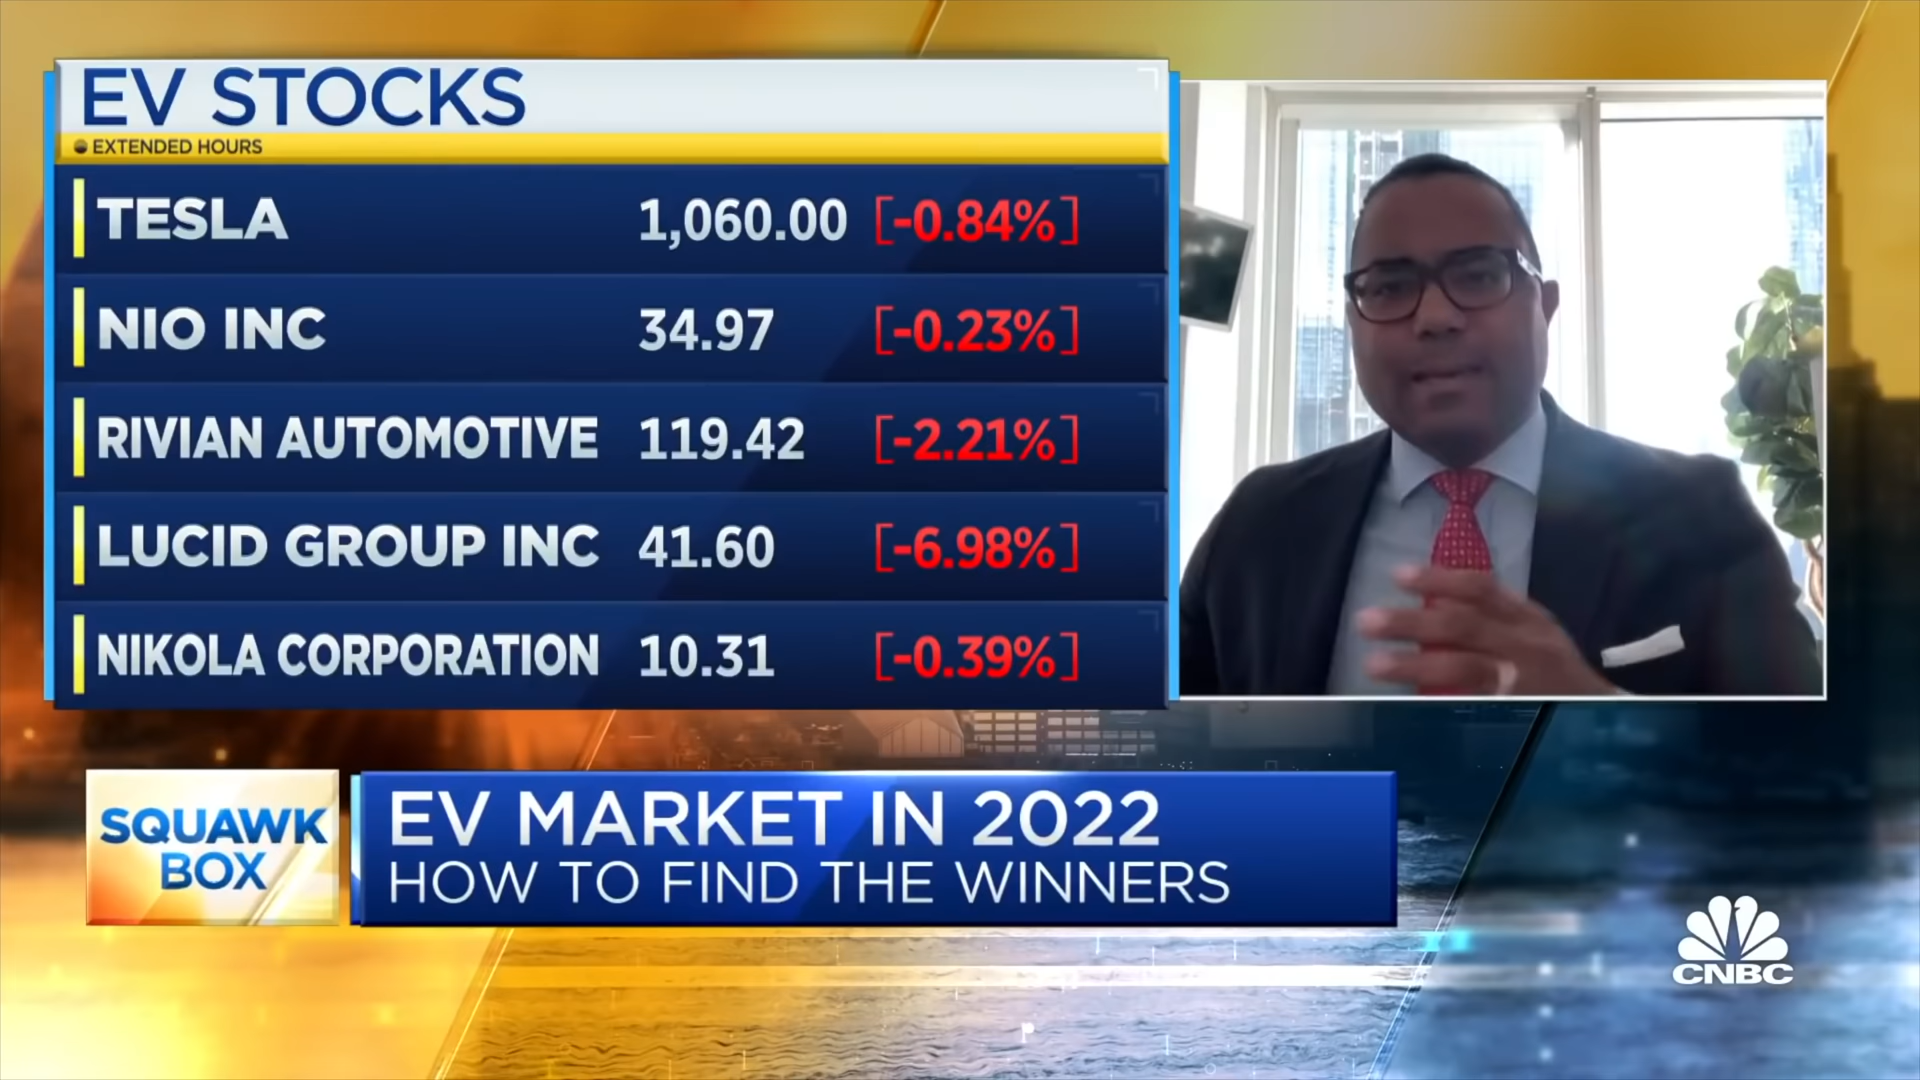 EV STOCKS
EXTENDED HOURS
TESLA 1,060.00 [-0.84%]
NIO INC 34.97 [-0.23%]
RIVIAN AUTOMOTIVE 119.42 [-2.21%]
LUCID GROUP INC 41.60 [-6.98%]
NIKOLA CORPORATION 10.31 [-0.39%]
SQUAWK
BOX
EV MARKET IN 2022
HOW TO FIND THE WINNERS
CNBC